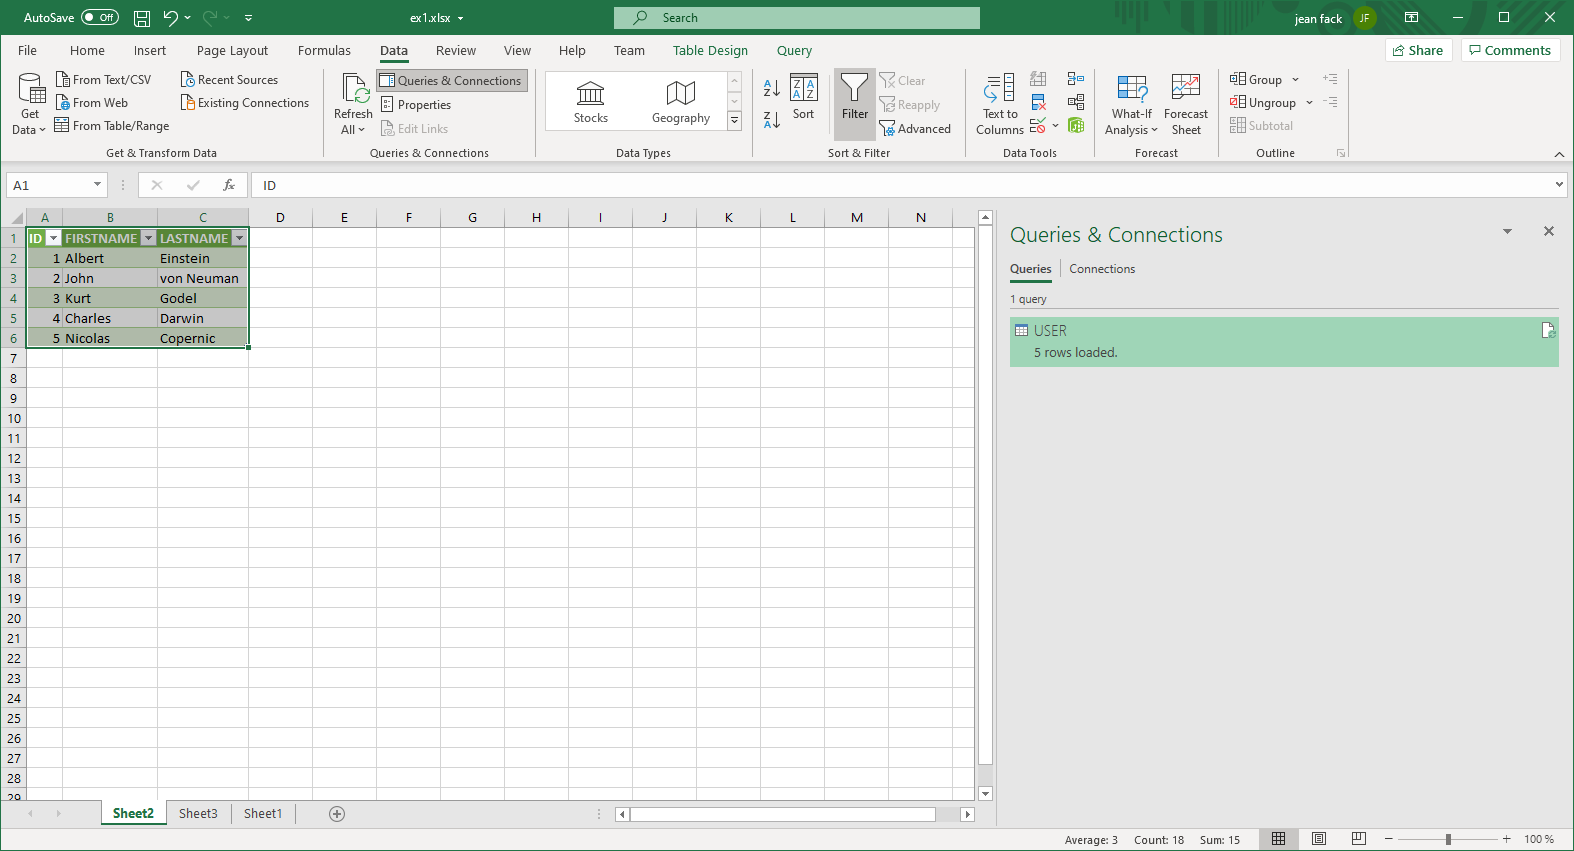 AutoSave Off ex1.xlsx Search jean fack JF
File Home Insert Page Layout Formulas Data Review View Help Team Table Design Query Share Comments
Get Data
From Text/CSV
From Web
From Table/Range
Recent Sources
Existing Connections
Get & Transform Data
Refresh All
Queries & Connections
Properties
Edit Links
Queries & Connections
Stocks Geography
Data Types
Sort
Filter
Clear
Reapply
Advanced
Sort & Filter
Text to Columns
Data Tools
What-If Analysis
Forecast Sheet
Forecast
Group
Ungroup
Subtotal
Outline
A1 fx ID
A B C D E F G H I J K L M N
1 ID FIRSTNAME LASTNAME
2 1 Albert Einstein
3 2 John von Neuman
4 3 Kurt Godel
5 4 Charles Darwin
6 5 Nicolas Copernic
7
8
9
10
11
12
13
14
15
16
17
18
19
20
21
22
23
24
25
26
27
28
29
Queries & Connections
Queries Connections
1 query
USER
5 rows loaded.
Sheet2 Sheet3 Sheet1
Average: 3 Count: 18 Sum: 15 100 %